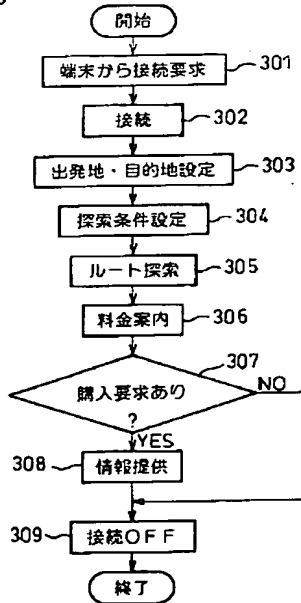 開始
端末から接続要求 301
接続 302
出発地・目的地設定 303
探索条件設定 304
ルート探索 305
料金案内 306
307
購入要求あり NO
?
YES
308 情報提供
309 接続OFF
終了